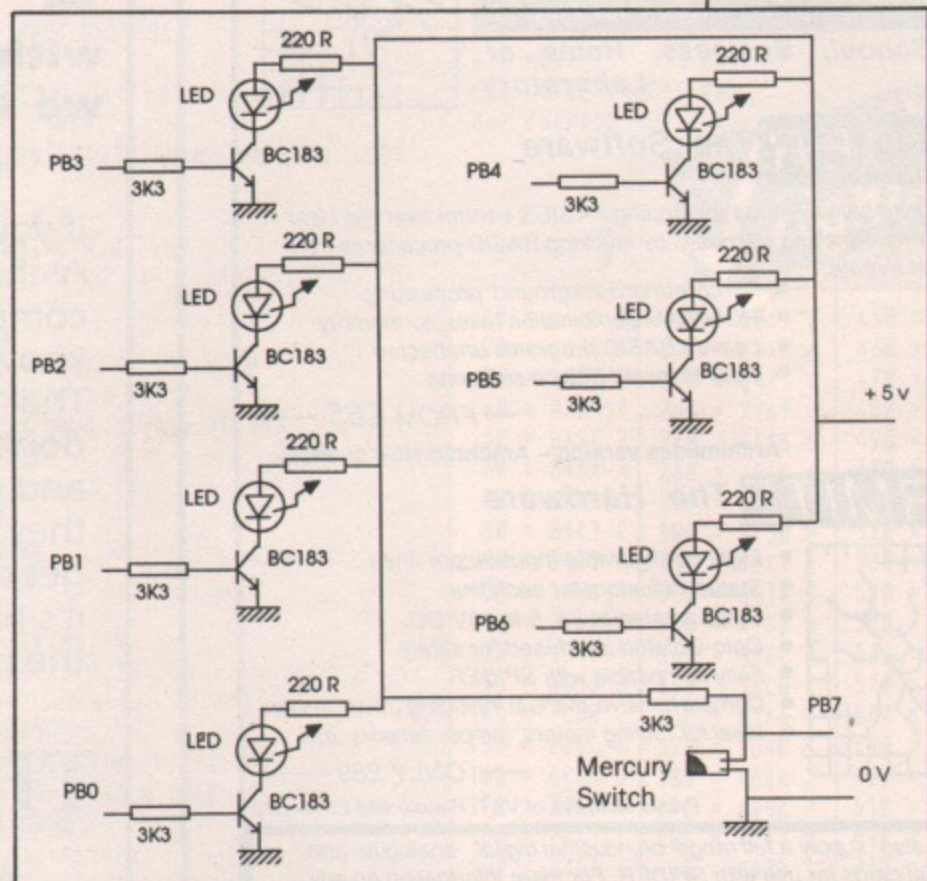 220 R
LED
PB3
BC183
3K3
220 R
LED
PB4
BC183
3K3
220 R
LED
PB2
BC183
3K3
220 R
LED
PB5
BC183
3K3
+ 5 v
220 R
LED
PB1
BC183
3K3
220 R
LED
PB6
BC183
3K3
220 R
LED
PB0
BC183
3K3
3K3
PB7
Mercury
Switch
0 V